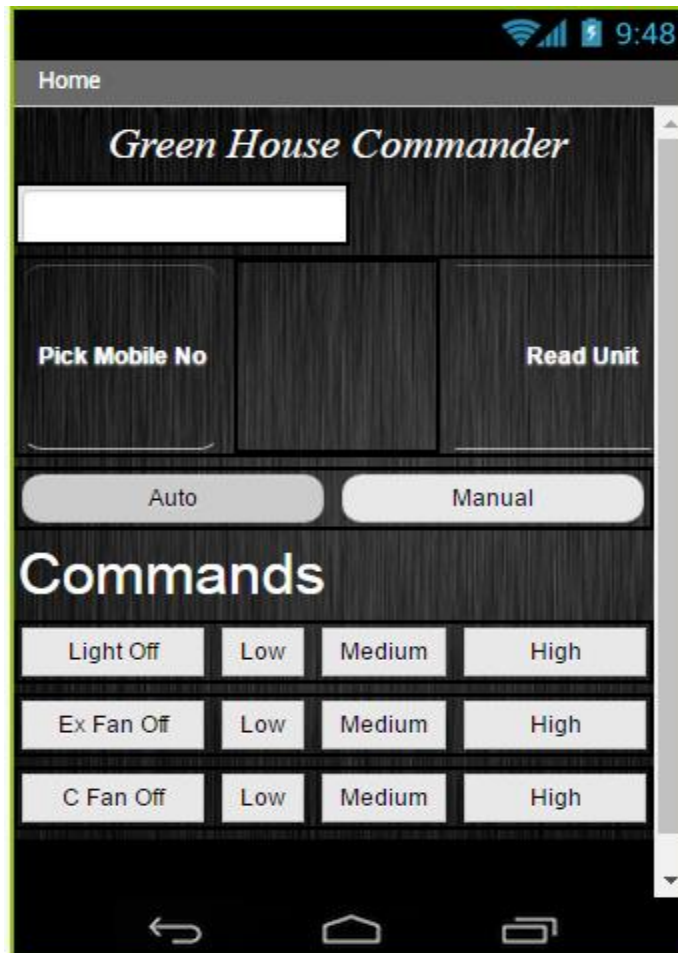 9:48
Home
Green House Commander
Pick Mobile No Read Unit
Auto Manual
Commands
Light Off Low Medium High
Ex Fan Off Low Medium High
C Fan Off Low Medium High